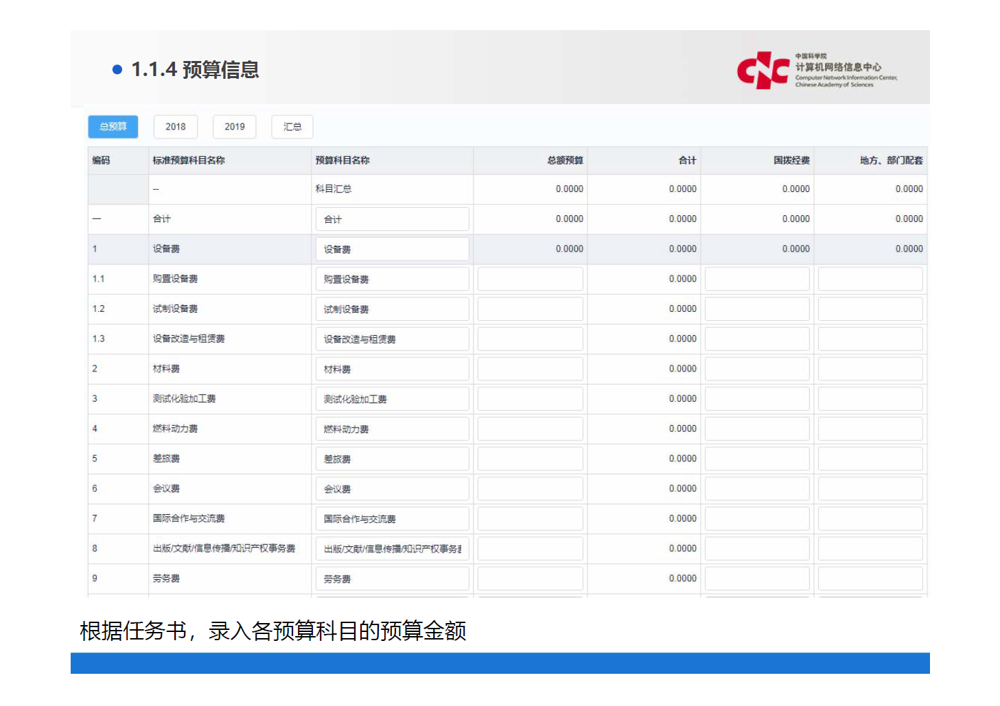 1.1.4 预算信息
中国科学院
计算机网络信息中心
Computer Network Information Center,
Chinese Academy of Sciences
总预算 2018 2019 汇总
编码 标准预算科目名称 预算科目名称 总额预算 合计 国拨经费 地方、部门配套
-- 科目汇总 0.0000 0.0000 0.0000 0.0000
一 合计 合计 0.0000 0.0000 0.0000 0.0000
1 设备费 设备费 0.0000 0.0000 0.0000 0.0000
1.1 购置设备费 购置设备费 0.0000
1.2 试制设备费 试制设备费 0.0000
1.3 设备改造与租赁费 设备改造与租赁费 0.0000
2 材料费 材料费 0.0000
3 测试化验加工费 测试化验加工费 0.0000
4 燃料动力费 燃料动力费 0.0000
5 差旅费 差旅费 0.0000
6 会议费 会议费 0.0000
7 国际合作与交流费 国际合作与交流费 0.0000
8 出版/文献/信息传播/知识产权事务费 出版/文献/信息传播/知识产权事务 0.0000
9 劳务费 劳务费 0.0000
根据任务书，录入各预算科目的预算金额